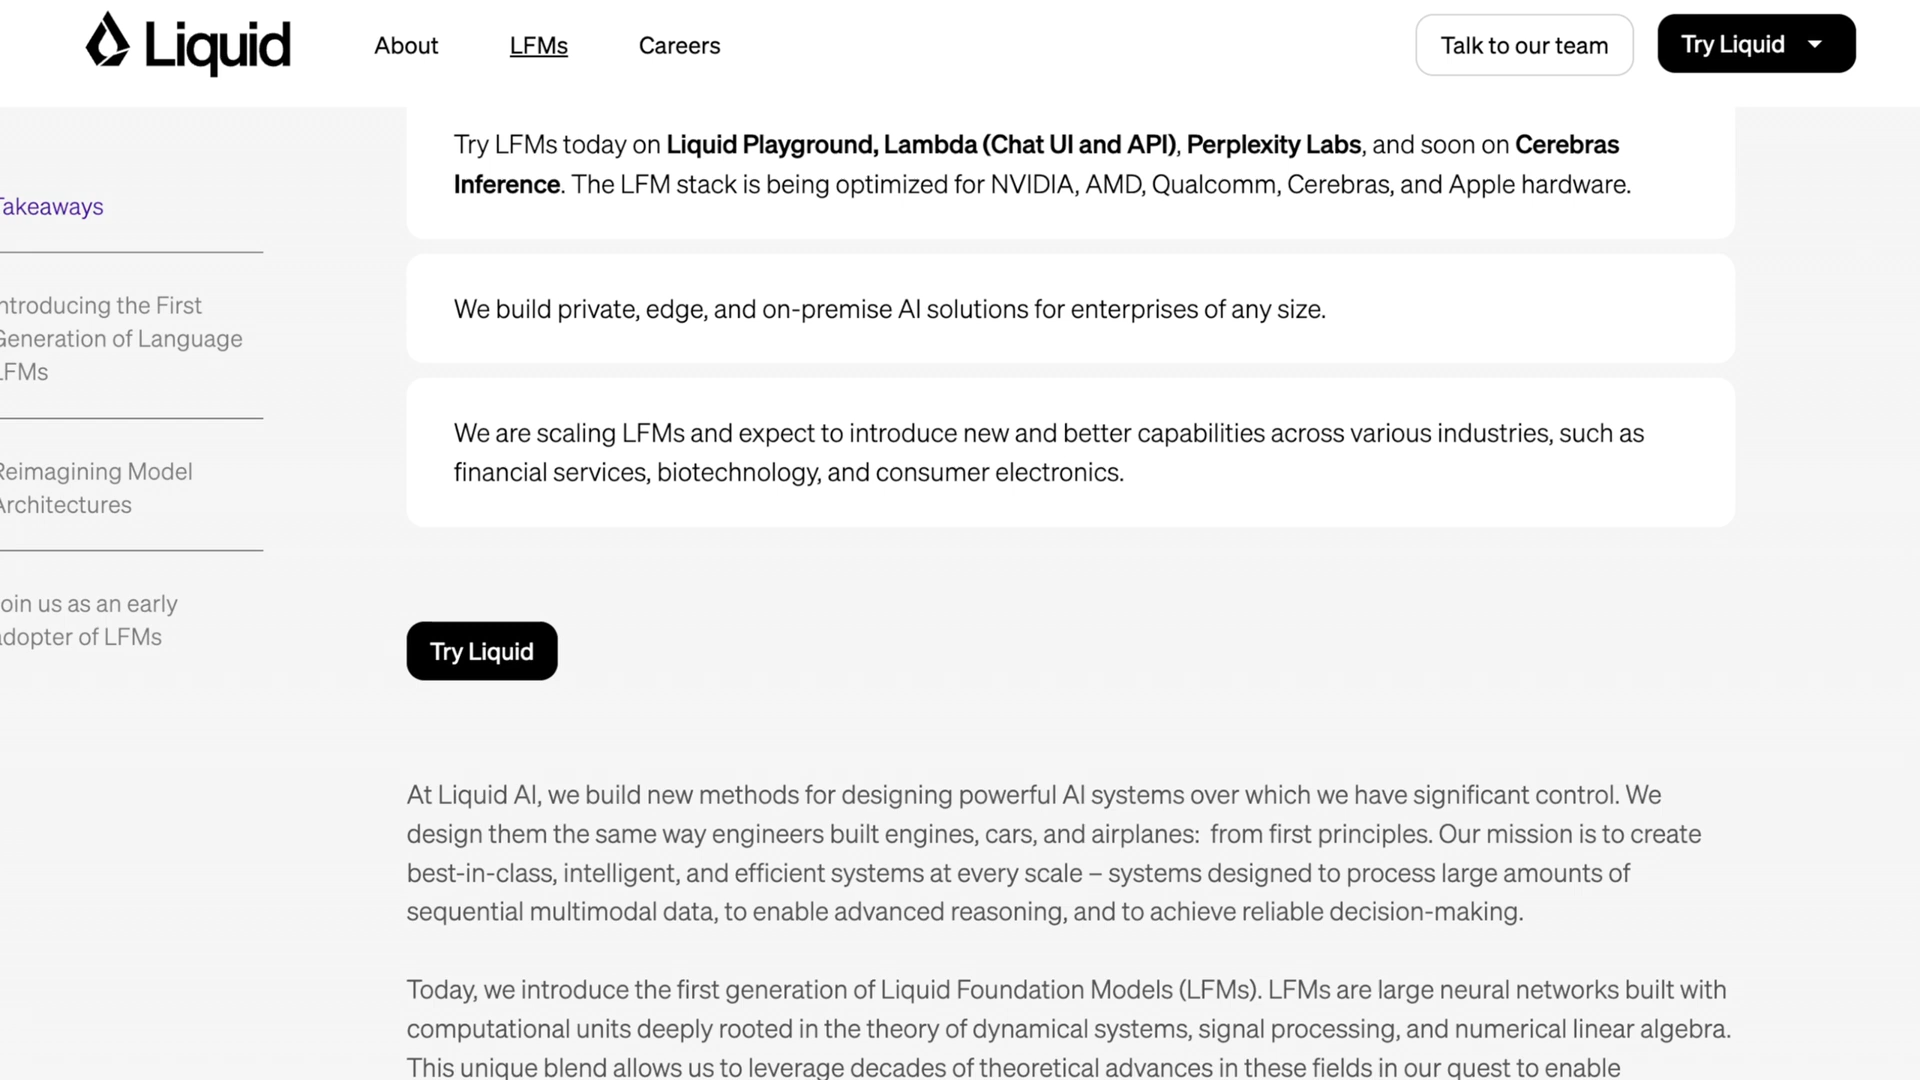 Liquid
About
LFMs
Careers
Talk to our team
Try Liquid
Takeaways
Introducing the First
Generation of Language
LFMs
Reimagining Model
Architectures
Join us as an early
adopter of LFMs
Try LFMs today on Liquid Playground, Lambda (Chat UI and API), Perplexity Labs, and soon on Cerebras
Inference. The LFM stack is being optimized for NVIDIA, AMD, Qualcomm, Cerebras, and Apple hardware.
We build private, edge, and on-premise AI solutions for enterprises of any size.
We are scaling LFMs and expect to introduce new and better capabilities across various industries, such as
financial services, biotechnology, and consumer electronics.
Try Liquid
At Liquid AI, we build new methods for designing powerful AI systems over which we have significant control. We
design them the same way engineers built engines, cars, and airplanes: from first principles. Our mission is to create
best-in-class, intelligent, and efficient systems at every scale – systems designed to process large amounts of
sequential multimodal data, to enable advanced reasoning, and to achieve reliable decision-making.
Today, we introduce the first generation of Liquid Foundation Models (LFMs). LFMs are large neural networks built with
computational units deeply rooted in the theory of dynamical systems, signal processing, and numerical linear algebra.
This unique blend allows us to leverage decades of theoretical advances in these fields in our quest to enable